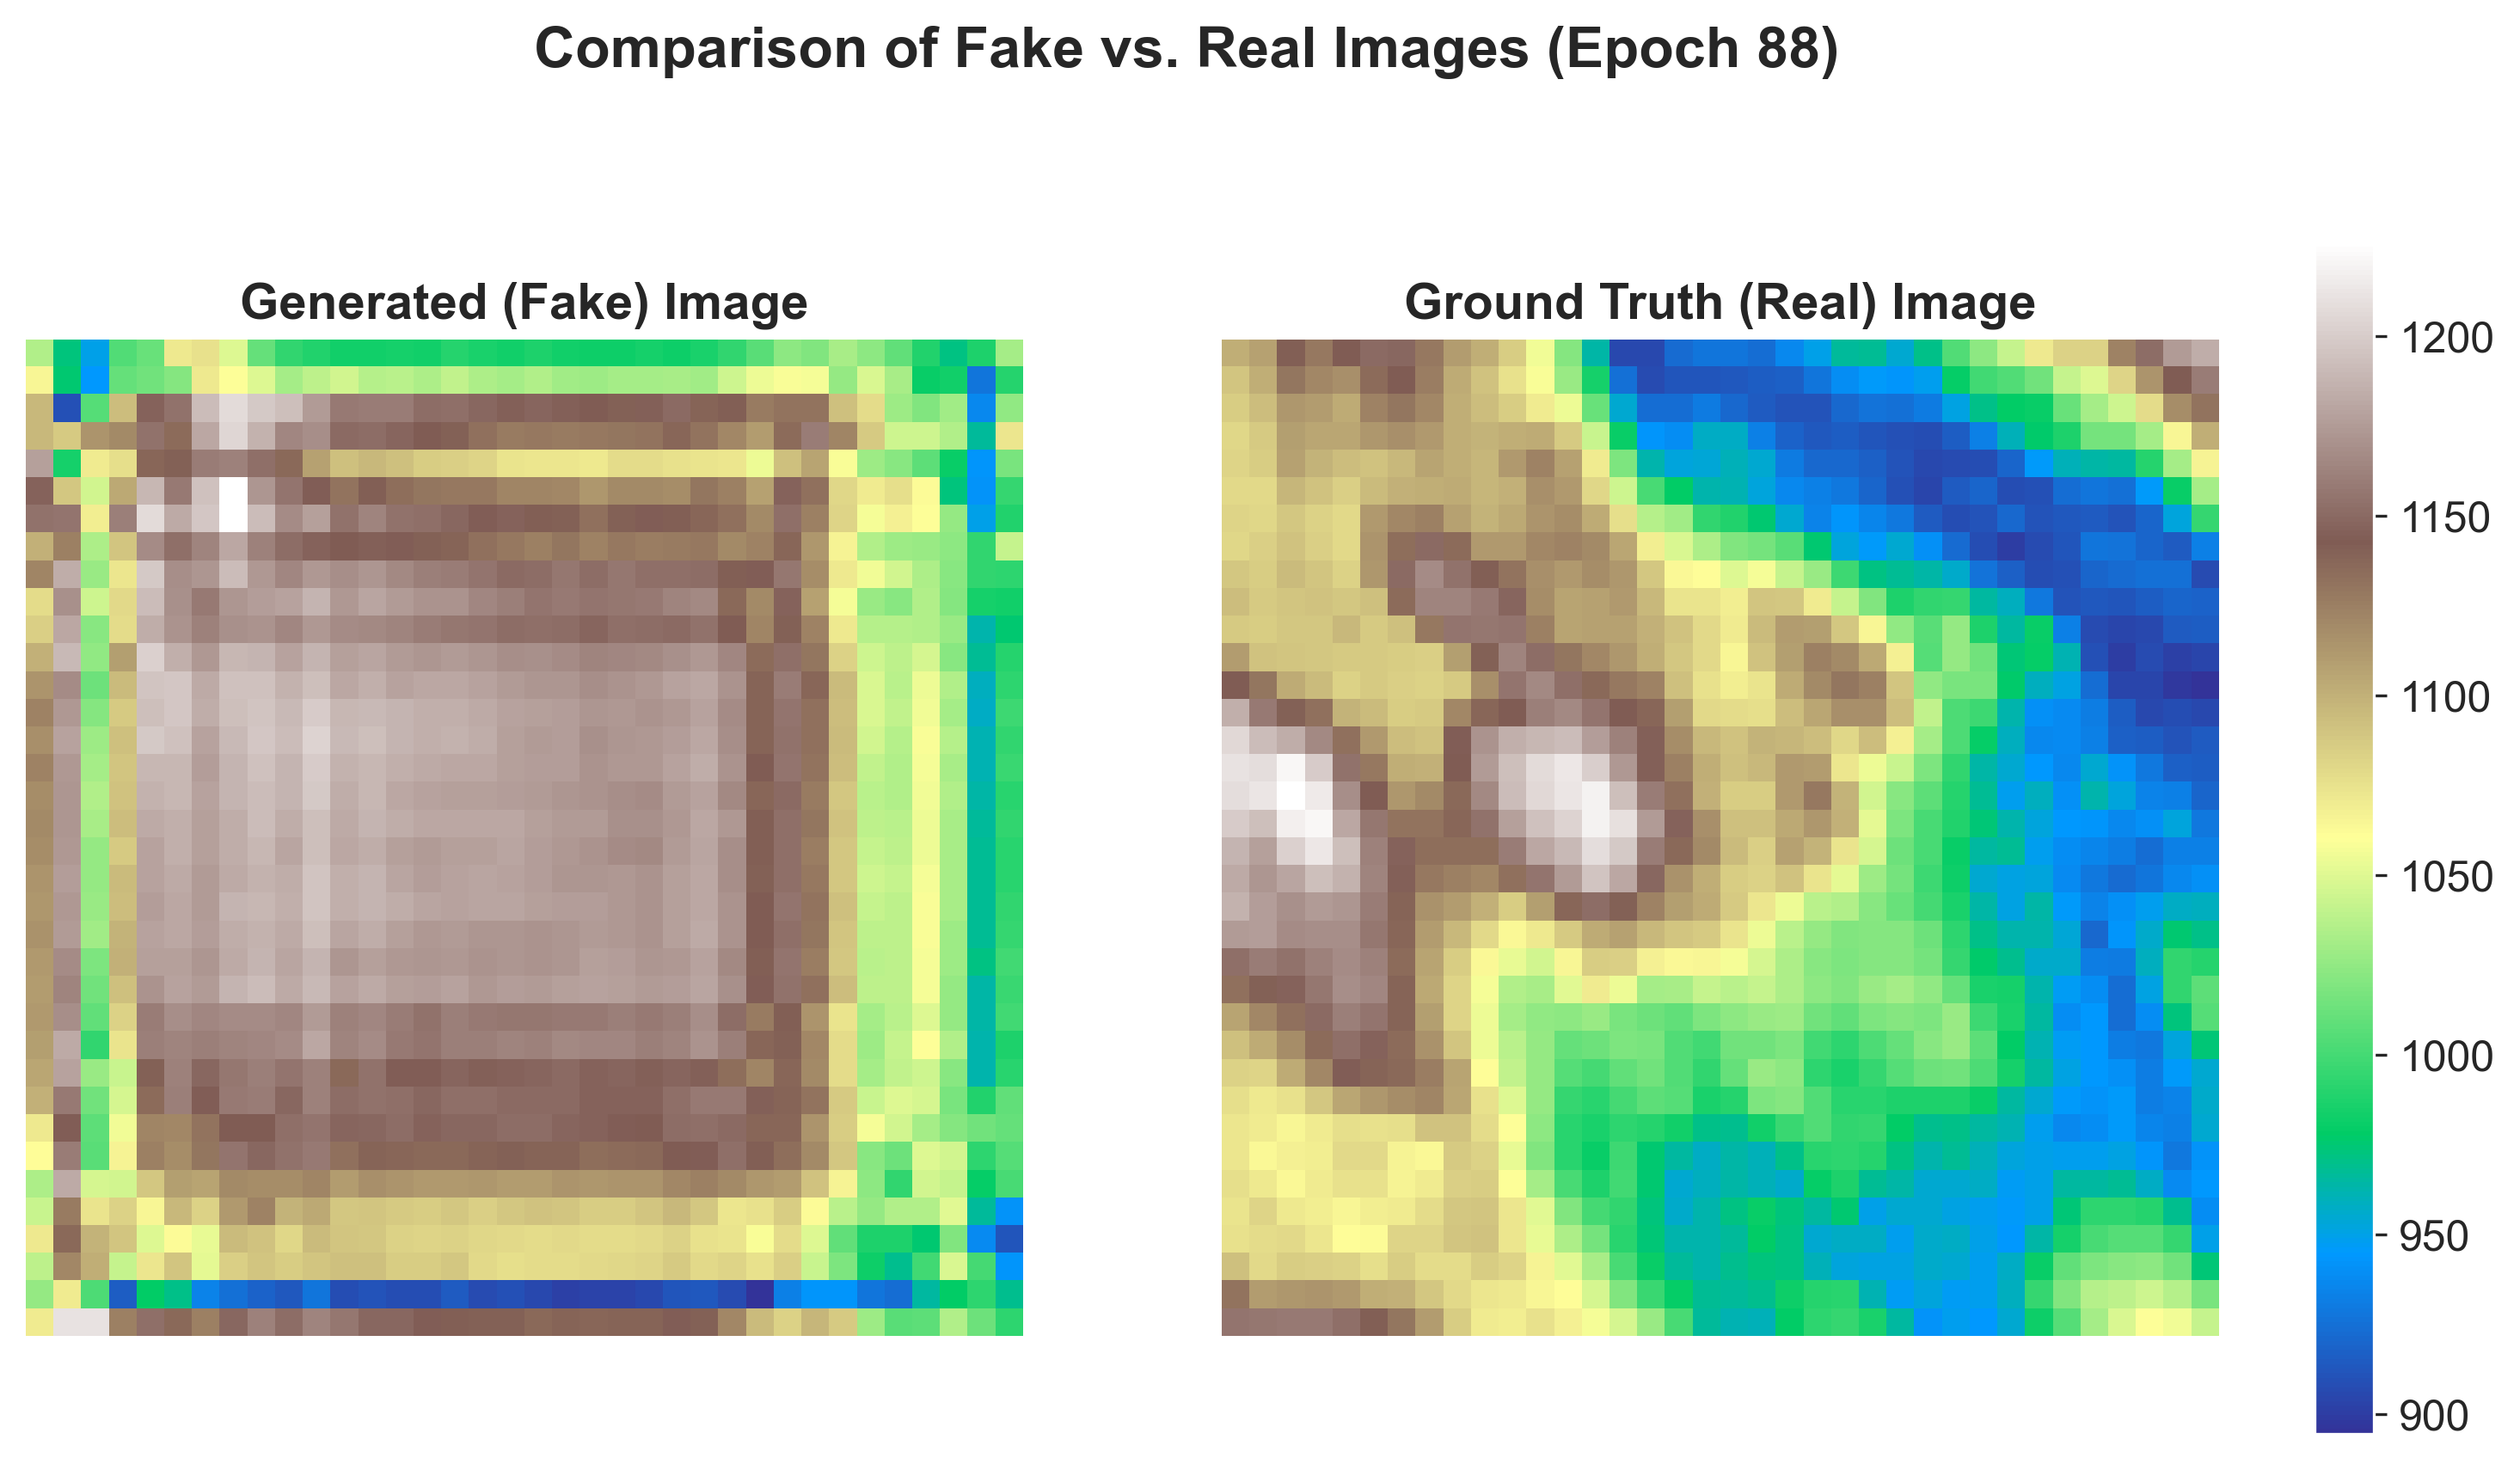 Comparison of Fake vs. Real Images (Epoch 88)
Generated (Fake) Image
Ground Truth (Real) Image
1200
1150
1100
1050
1000
950
900